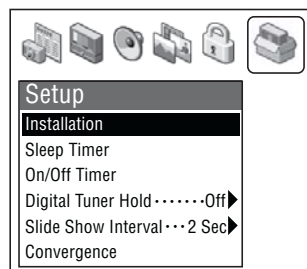 Setup
Installation
Sleep Timer
On/Off Timer
Digital Tuner Hold ·······Off
Slide Show Interval ···2 Sec
Convergence